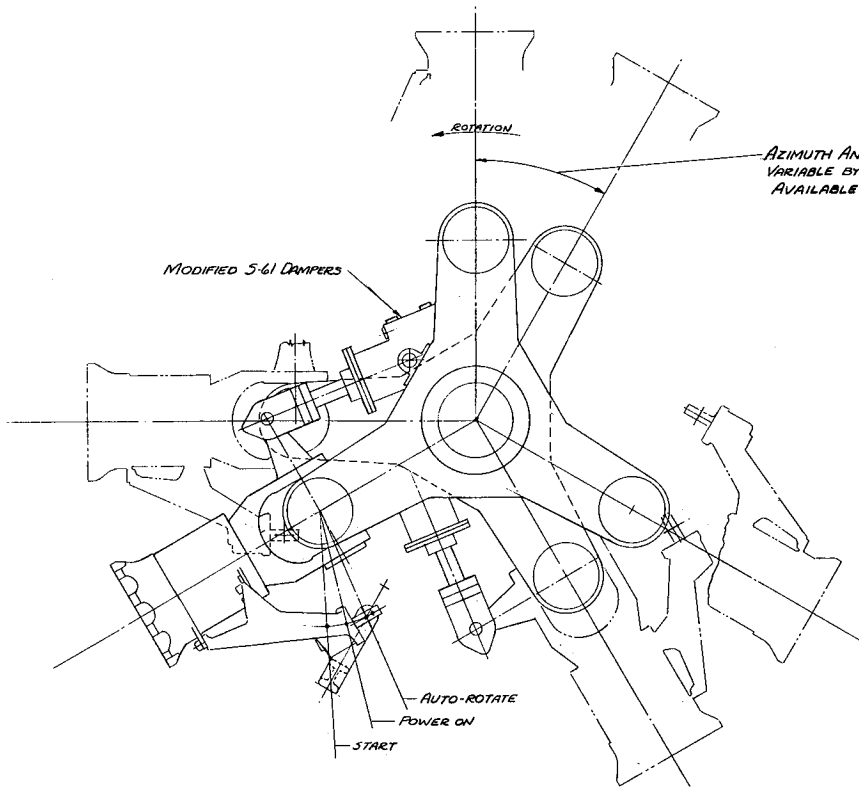 ROTATION
AZIMUTH AN
VARIABLE BY
AVAILABLE
MODIFIED S-61 DAMPERS
AUTO-ROTATE
POWER ON
START